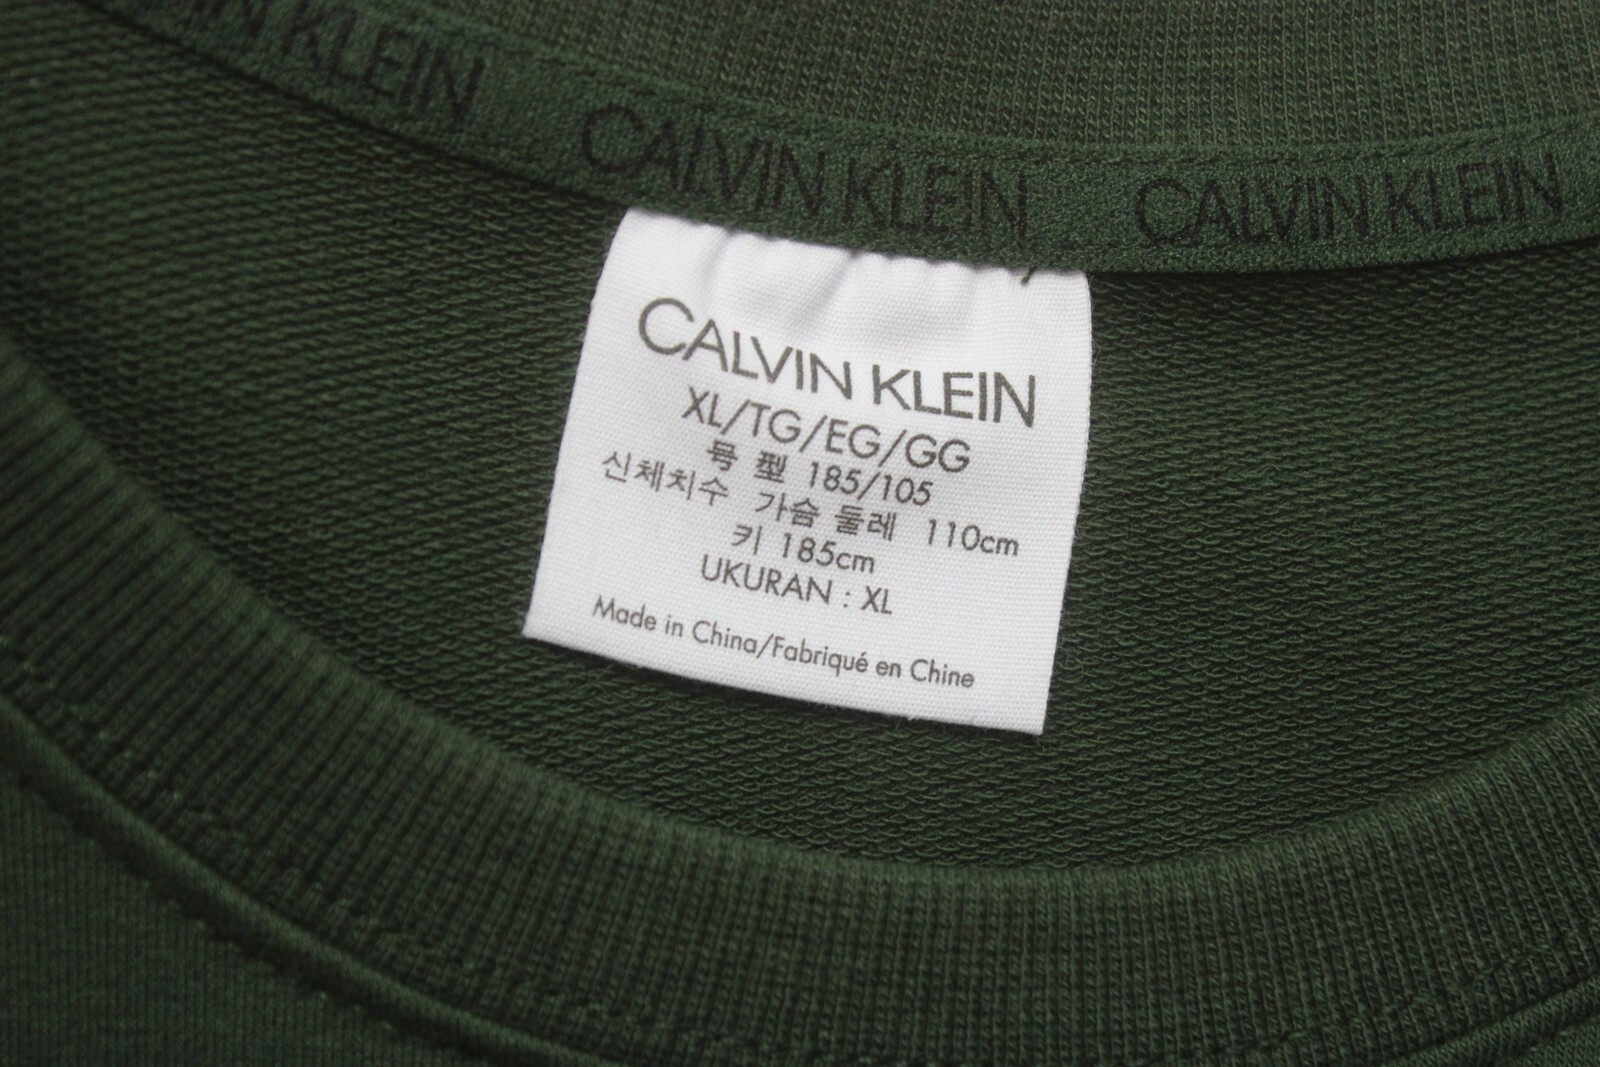 N KLEIN CALVIN KLEIN CALVIN KLEIN
CALVIN KLEIN
XL/TG/EG/GG
号型 185/105
신체치수 가슴 둘레 110cm
키 185cm
UKURAN : XL
Made in China/Fabriqué en Chine